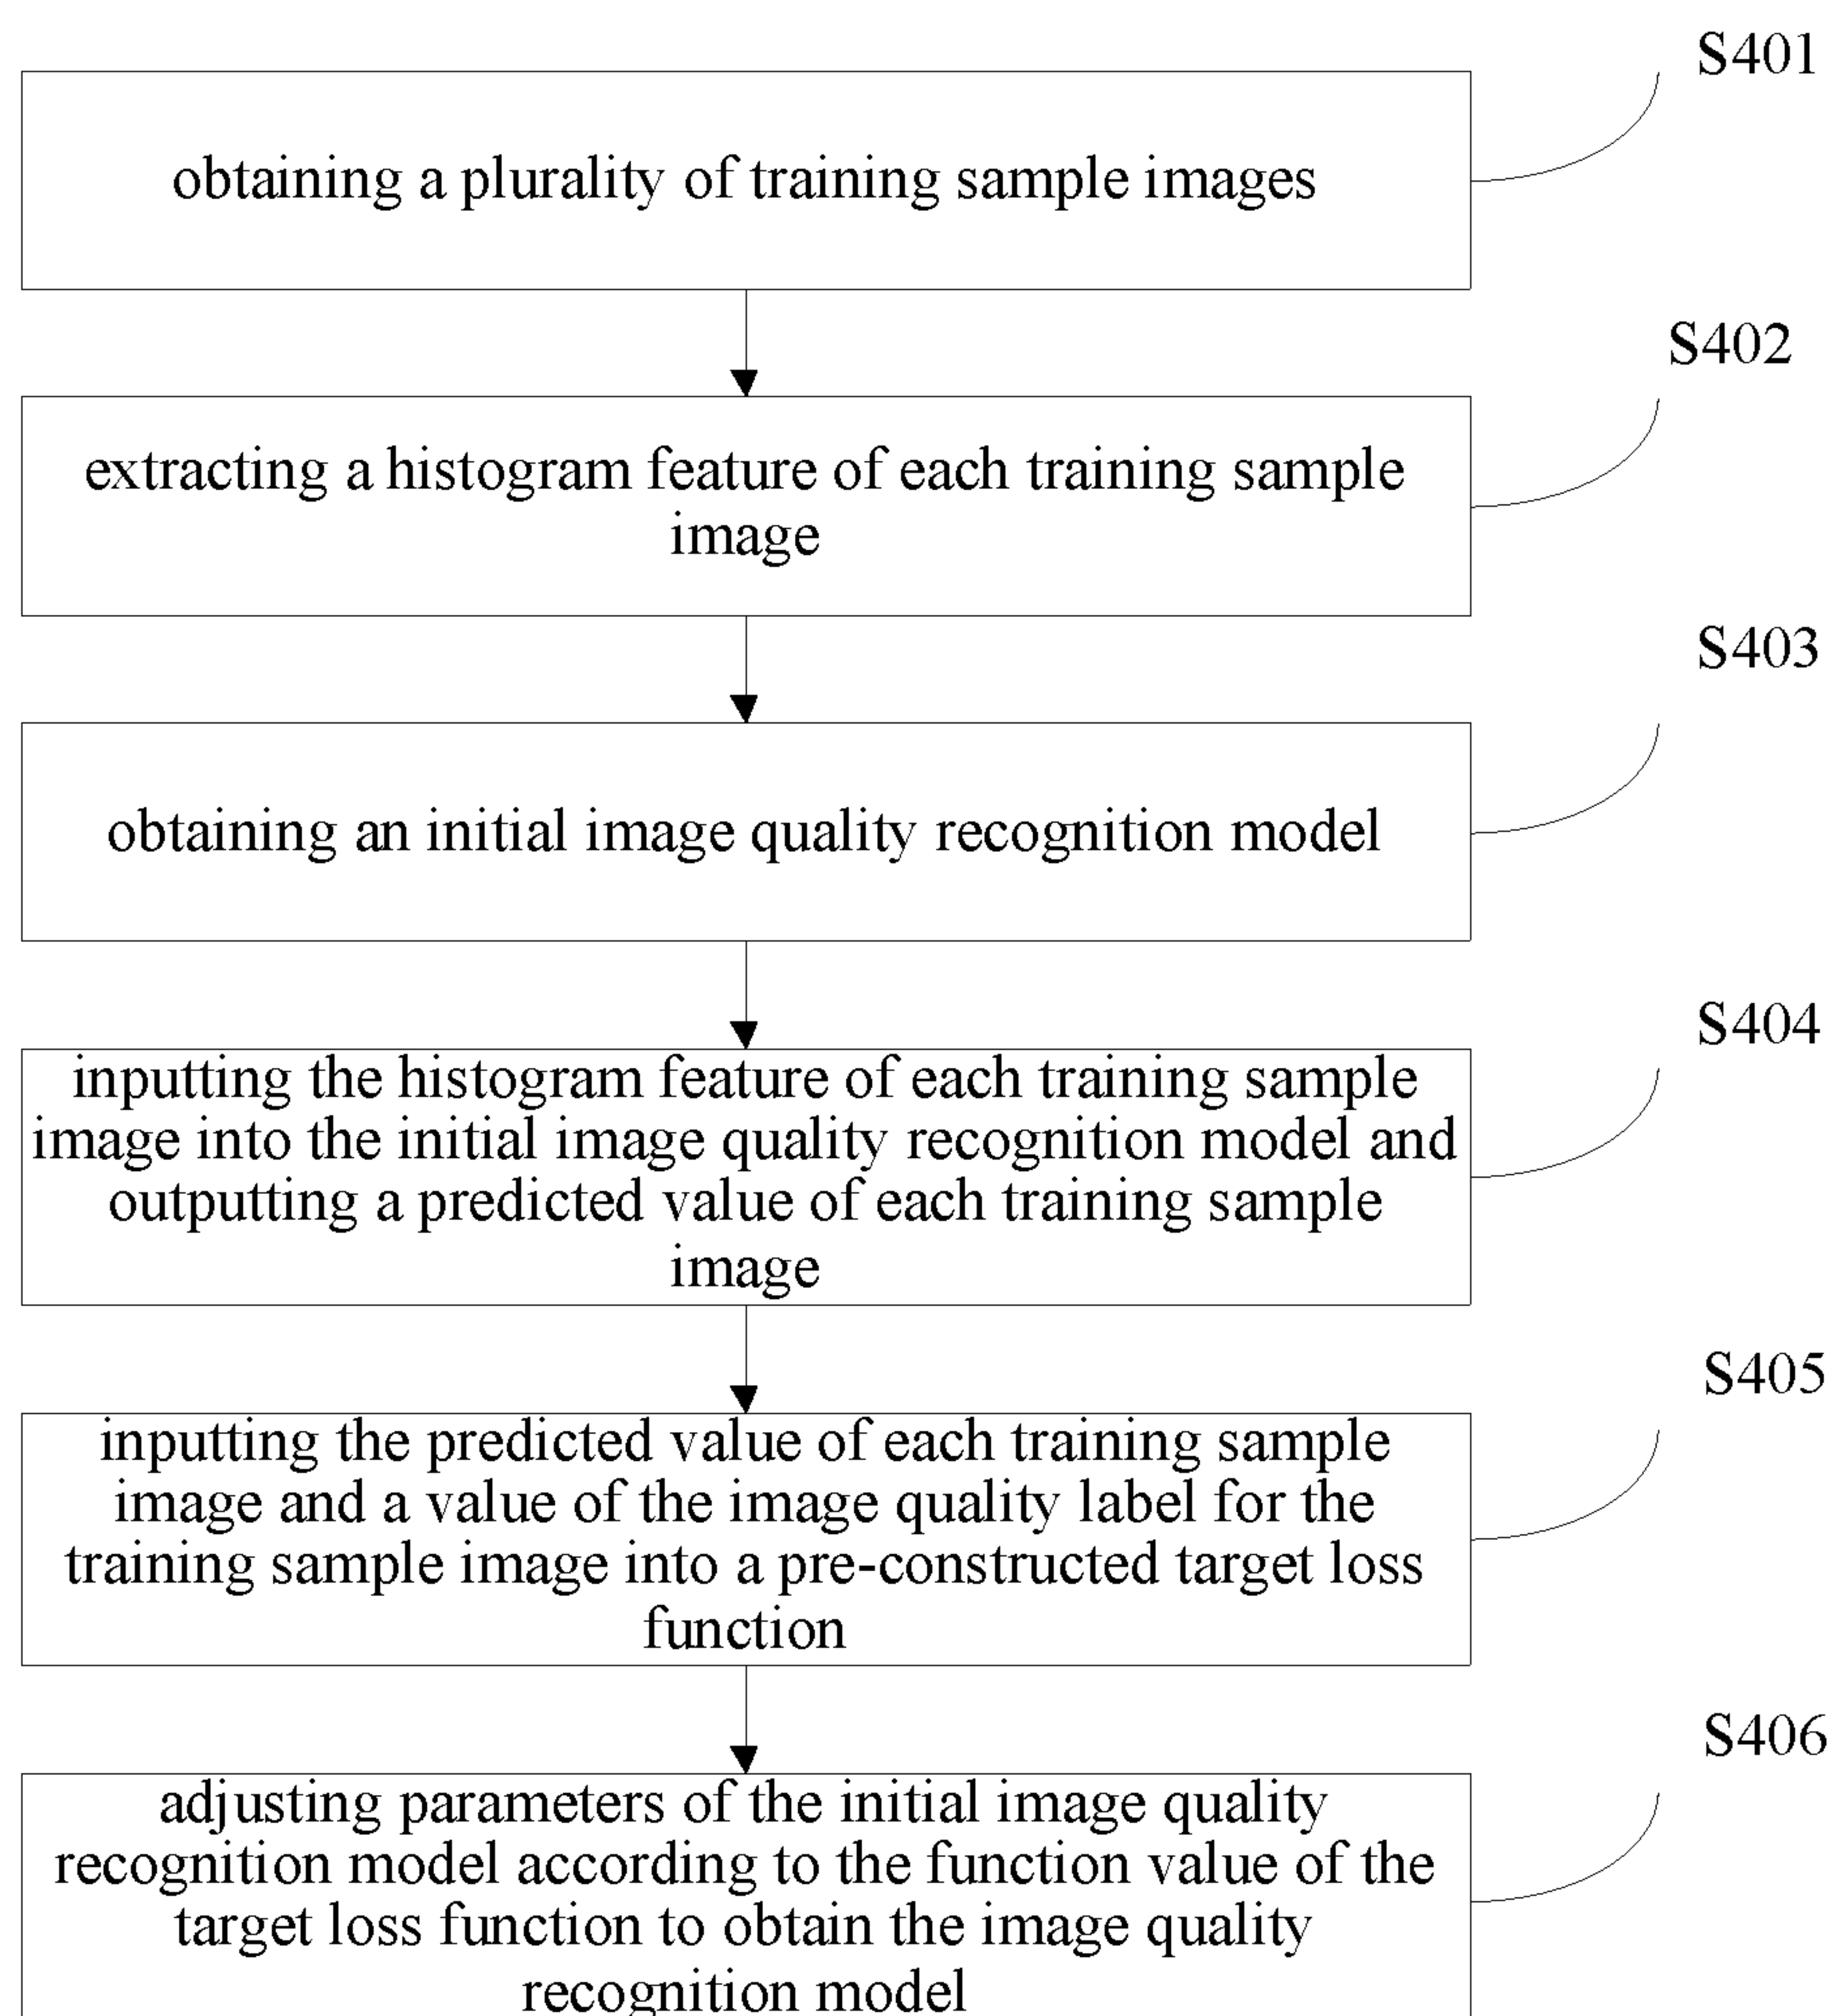 S401
obtaining a plurality of training sample images
S402
extracting a histogram feature of each training sample
image
S403
obtaining an initial image quality recognition model
S404
inputting the histogram feature of each training sample
image into the initial image quality recognition model and
outputting a predicted value of each training sample
image
S405
inputting the predicted value of each training sample
image and a value of the image quality label for the
training sample image into a pre-constructed target loss
function
S406
adjusting parameters of the initial image quality
recognition model according to the function value of the
target loss function to obtain the image quality
recognition model